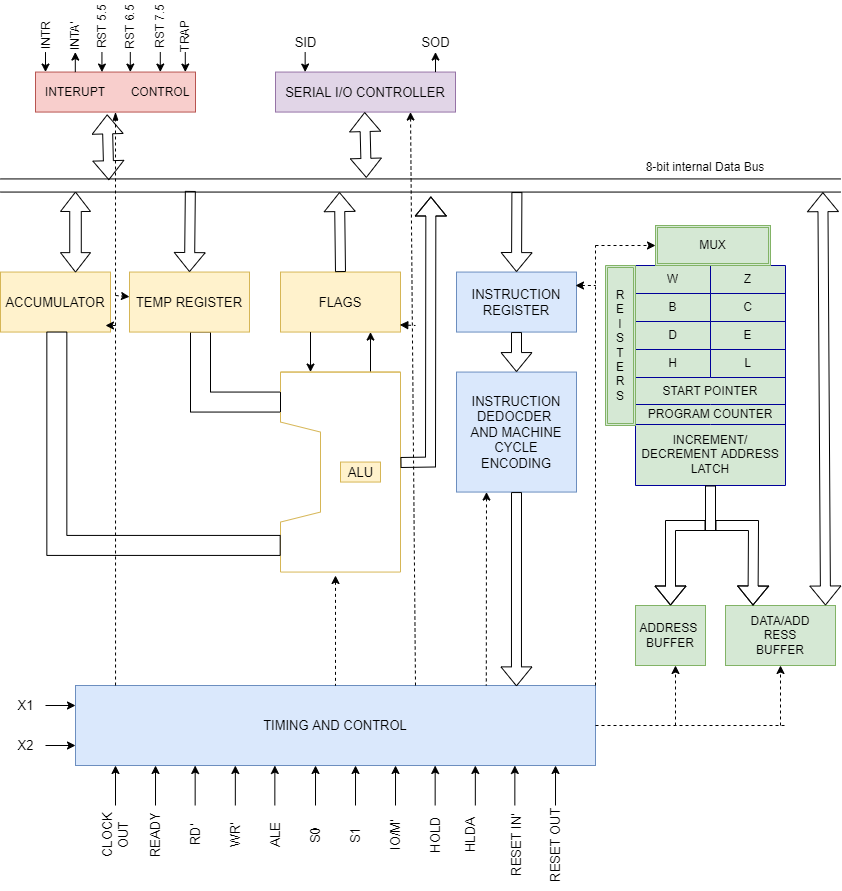 INTR
INTA'
RST 5.5
RST 6.5
RST 7.5
TRAP
SID
SOD
INTERUPT CONTROL
SERIAL I/O CONTROLLER
8-bit internal Data Bus
MUX
ACCUMULATOR
TEMP REGISTER
FLAGS
INSTRUCTION
REGISTER
REISTERS
W Z
B C
D E
H L
START POINTER
PROGRAM COUNTER
INCREMENT/
DECREMENT ADDRESS
LATCH
INSTRUCTION
DEDOCDER
AND MACHINE
CYCLE
ENCODING
ALU
ADDRESS
BUFFER
DATA/ADD
RESS
BUFFER
X1
X2
TIMING AND CONTROL
CLOCK
OUT
READY
RD'
WR'
ALE
S0
S1
IO/M'
HOLD
HLDA
RESET IN'
RESET OUT